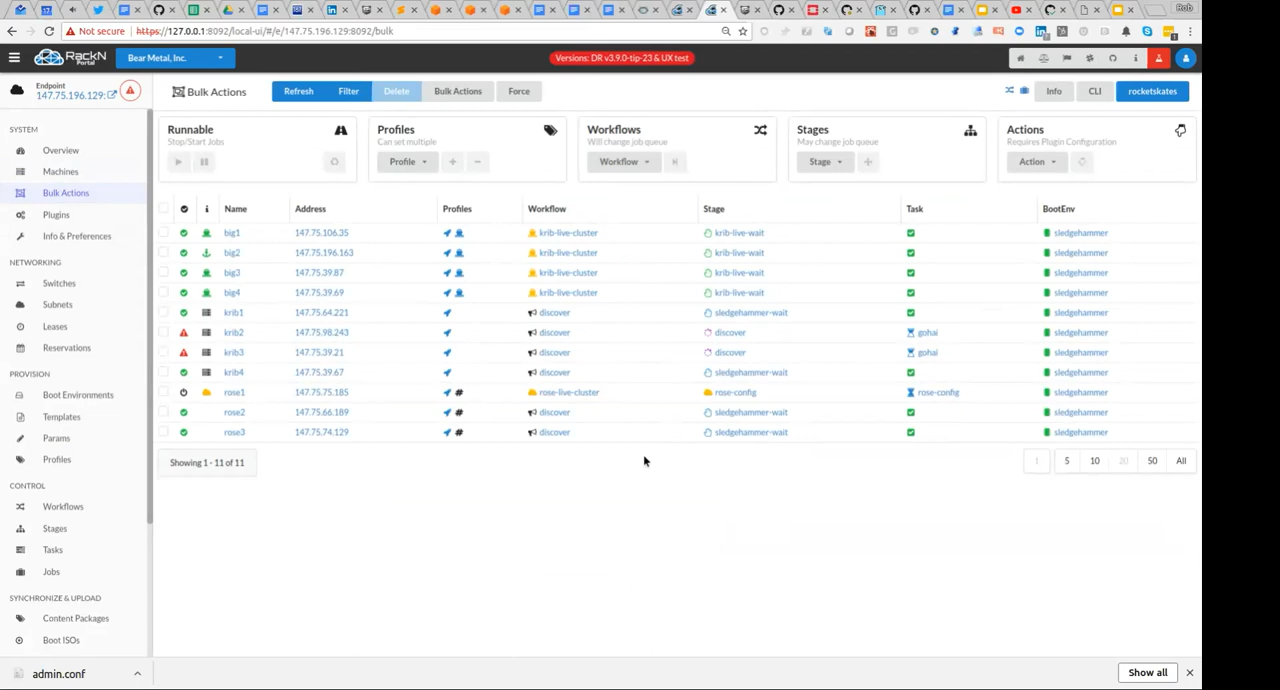 Rob
Not secure https://127.0.0.1:8092/local-ui/#/e/147.75.196.129:8092/bulk
RackN Portal
Bear Metal, Inc.
Versions: DR v3.9.0-tip-23 & UX test
Endpoint
147.75.196.129:
Bulk Actions
Refresh Filter Delete Bulk Actions Force
Info CLI rocketskates
SYSTEM
Overview
Machines
Bulk Actions
Plugins
Info & Preferences
NETWORKING
Switches
Subnets
Leases
Reservations
PROVISION
Boot Environments
Templates
Params
Profiles
CONTROL
Workflows
Stages
Tasks
Jobs
SYNCHRONIZE & UPLOAD
Content Packages
Boot ISOs
Runnable
Stop/Start Jobs
Profiles
Can set multiple
Profile
Workflows
Will change job queue
Workflow
Stages
May change job queue
Stage
Actions
Requires Plugin Configuration
Action
Name Address Profiles Workflow Stage Task BootEnv
big1 147.75.106.35 krib-live-cluster krib-live-wait sledgehammer
big2 147.75.196.163 krib-live-cluster krib-live-wait sledgehammer
big3 147.75.39.87 krib-live-cluster krib-live-wait sledgehammer
big4 147.75.39.69 krib-live-cluster krib-live-wait sledgehammer
krib1 147.75.64.221 discover sledgehammer-wait sledgehammer
krib2 147.75.98.243 discover discover gohai sledgehammer
krib3 147.75.39.21 discover discover gohai sledgehammer
krib4 147.75.39.67 discover sledgehammer-wait sledgehammer
rose1 147.75.75.185 # rose-live-cluster rose-config rose-config sledgehammer
rose2 147.75.66.189 # discover sledgehammer-wait sledgehammer
rose3 147.75.74.129 # discover sledgehammer-wait sledgehammer
Showing 1 - 11 of 11
5 10 20 50 All
admin.conf
Show all